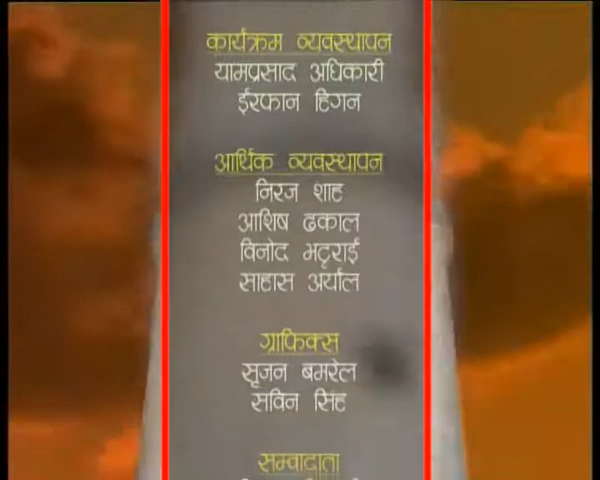 कार्यक्रम व्यवस्थापन
यामप्रसाद अधिकारी
ईरफान हिगन
आर्थिक व्यवस्थापन
निरज शाह
आशिष ढकाल
विनोद भट्टराई
साहास अर्याल
ग्राफिक्स
सृजन बमरेल
सविन सिंह
सम्वाददाता